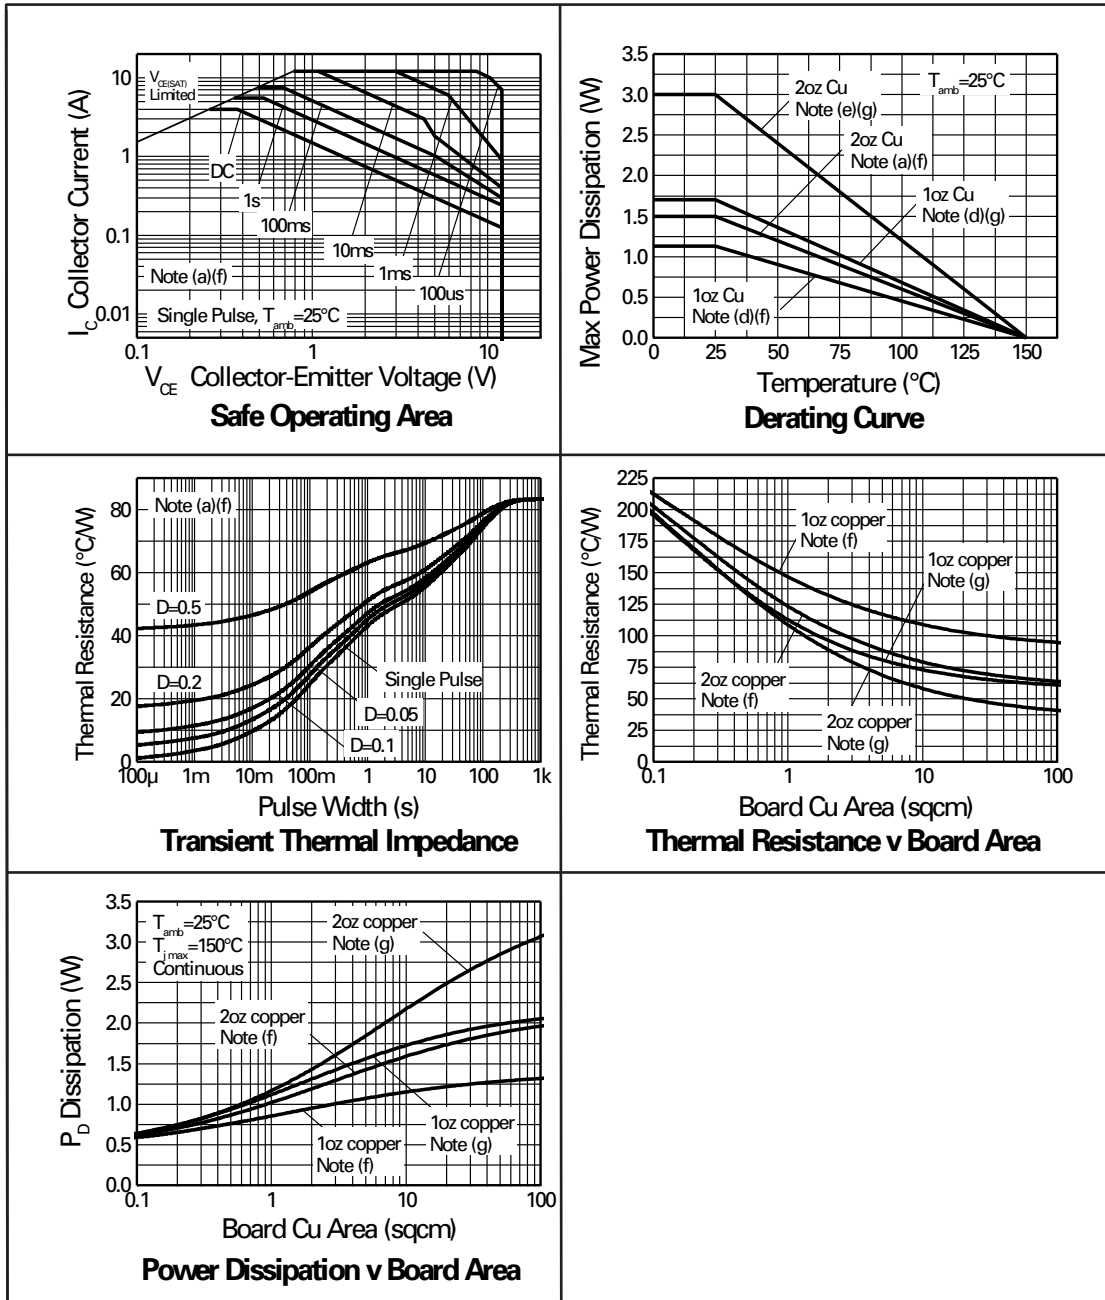 10
1
0.1
0.01
I_C Collector Current (A)
V_CE(SAT)
Limited
DC
1s
100ms
10ms
1ms
100us
Note (a)(f)
Single Pulse, T_amb=25°C
0.1 1 10
V_CE Collector-Emitter Voltage (V)
Safe Operating Area
3.5
3.0
2.5
2.0
1.5
1.0
0.5
0.0
Max Power Dissipation (W)
T_amb=25°C
2oz Cu
Note (e)(g)
2oz Cu
Note (a)(f)
1oz Cu
Note (d)(g)
1oz Cu
Note (d)(f)
0 25 50 75 100 125 150
Temperature (°C)
Derating Curve
80
60
40
20
0
Thermal Resistance (°C/W)
Note (a)(f)
D=0.5
D=0.2
Single Pulse
D=0.05
D=0.1
100µ 1m 10m 100m 1 10 100 1k
Pulse Width (s)
Transient Thermal Impedance
225
200
175
150
125
100
75
50
25
0
Thermal Resistance (°C/W)
1oz copper
Note (f)
1oz copper
Note (g)
2oz copper
Note (f)
2oz copper
Note (g)
0.1 1 10 100
Board Cu Area (sqcm)
Thermal Resistance v Board Area
3.5
3.0
2.5
2.0
1.5
1.0
0.5
0.0
P_D Dissipation (W)
T_amb=25°C
T_j max=150°C
Continuous
2oz copper
Note (g)
2oz copper
Note (f)
1oz copper
Note (g)
1oz copper
Note (f)
0.1 1 10 100
Board Cu Area (sqcm)
Power Dissipation v Board Area